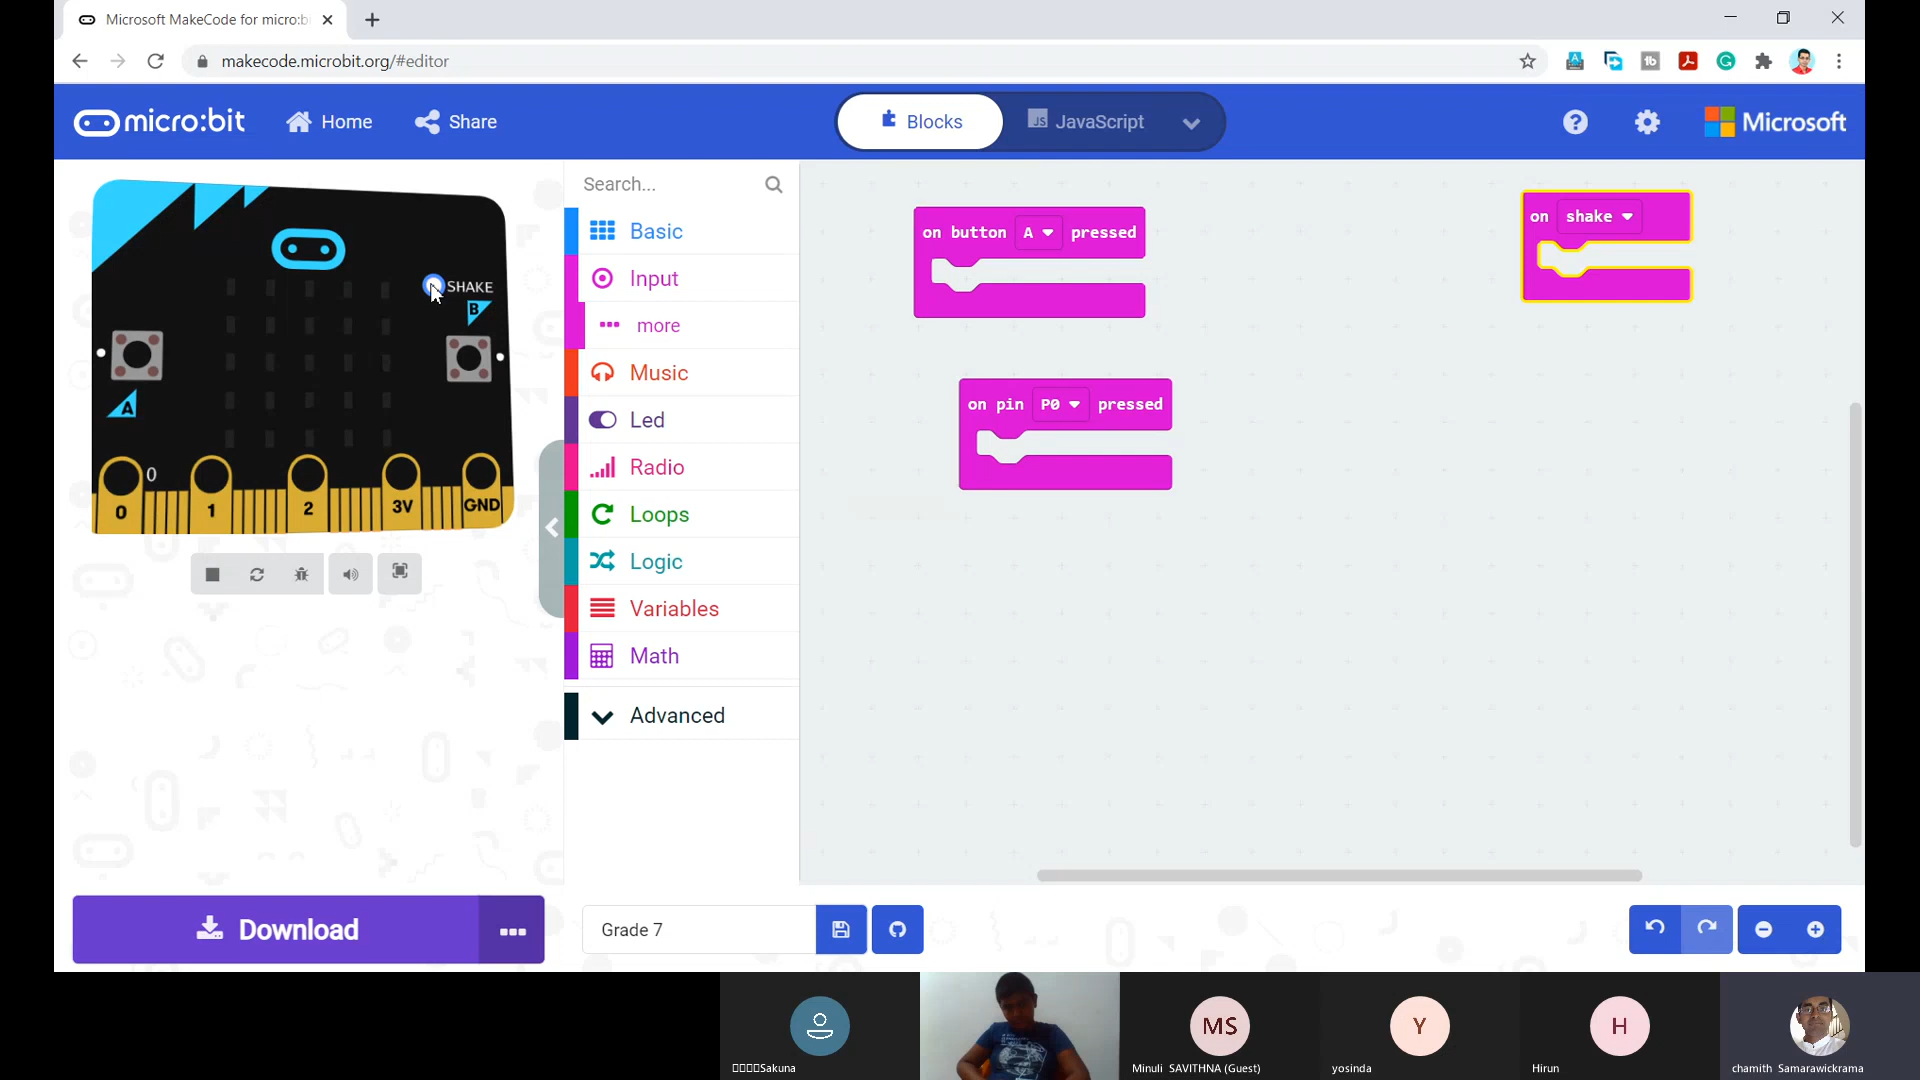 Microsoft MakeCode for micro:b
makecode.microbit.org/#editor
micro:bit
Home
Share
Blocks
JS JavaScript
Microsoft
Search...
Basic
Input
more
Music
Led
Radio
Loops
Logic
Variables
Math
Advanced
SHAKE
B
A
0
0
1
2
3V
GND
on button A pressed
on shake
on pin P0 pressed
Download
Grade 7
Sakuna
MS
Minuli SAVITHNA (Guest)
Y
yosinda
H
Hirun
chamith Samarawickrama